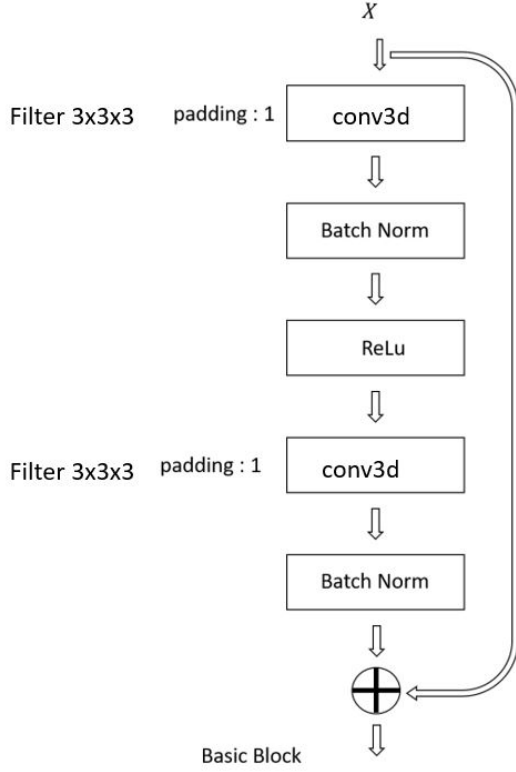 X
Filter 3x3x3 padding : 1 conv3d
Batch Norm
ReLu
Filter 3x3x3 padding : 1 conv3d
Batch Norm
Basic Block